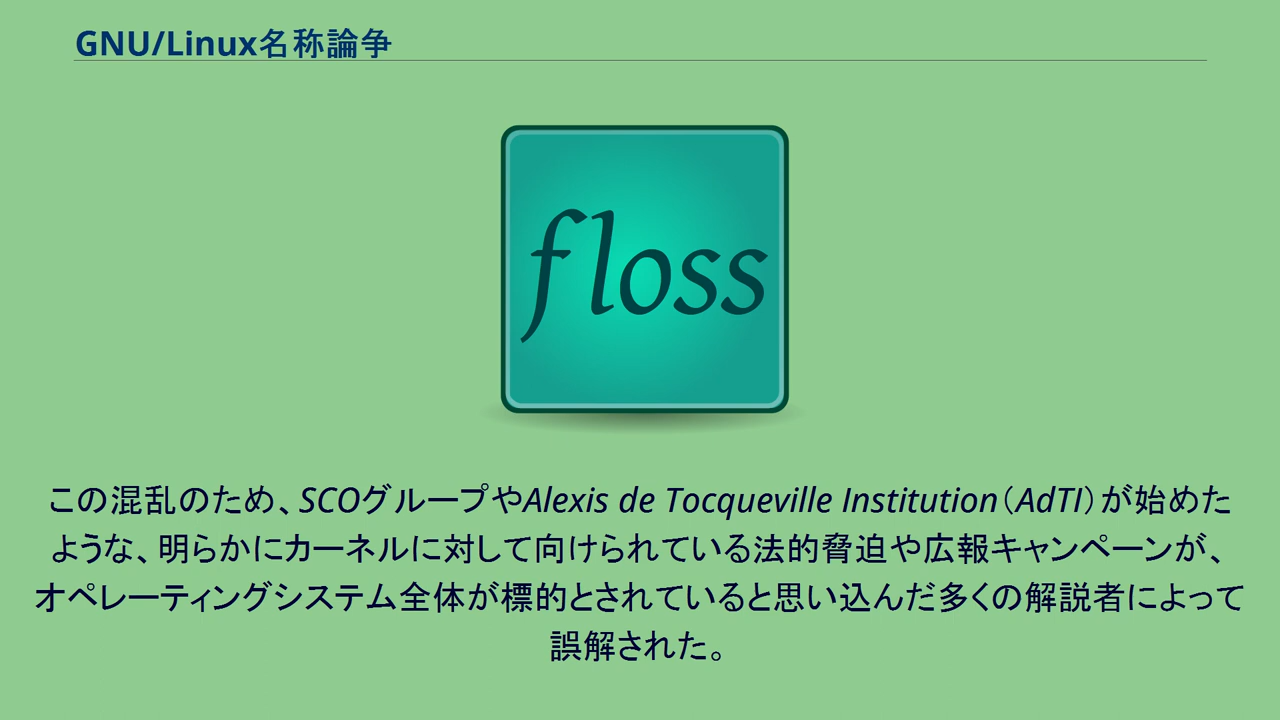 GNU/Linux名称論争
floss
この混乱のため、SCOグループやAlexis de Tocqueville Institution（AdTI）が始めた
ような、明らかにカーネルに対して向けられている法的脅迫や広報キャンペーンが、
オペレーティングシステム全体が標的とされていると思い込んだ多くの解説者によって
誤解された。